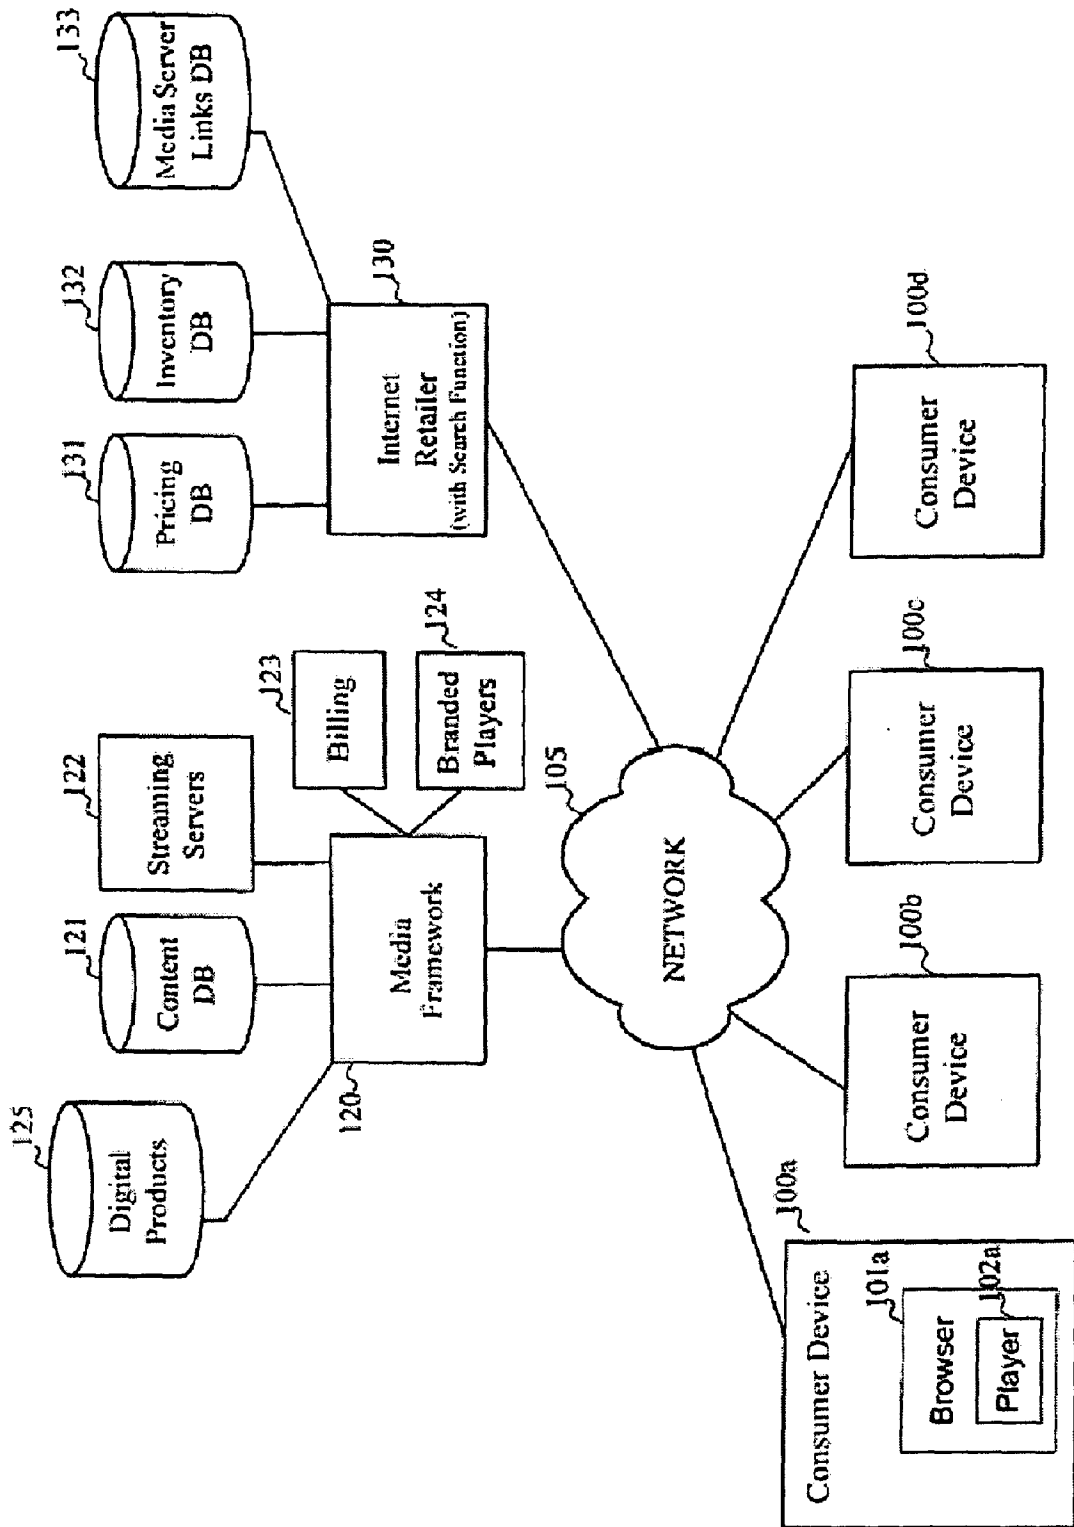 125
Digital
Products
121
Content
DB
122
Streaming
Servers
131
Pricing
DB
132
Inventory
DB
133
Media Server
Links DB
120
Media
Framework
123
Billing
124
Branded
Players
130
Internet
Retailer
(with Search Function)
105
NETWORK
100a
Consumer Device
101a
Browser
102a
Player
100b
Consumer
Device
100c
Consumer
Device
100d
Consumer
Device